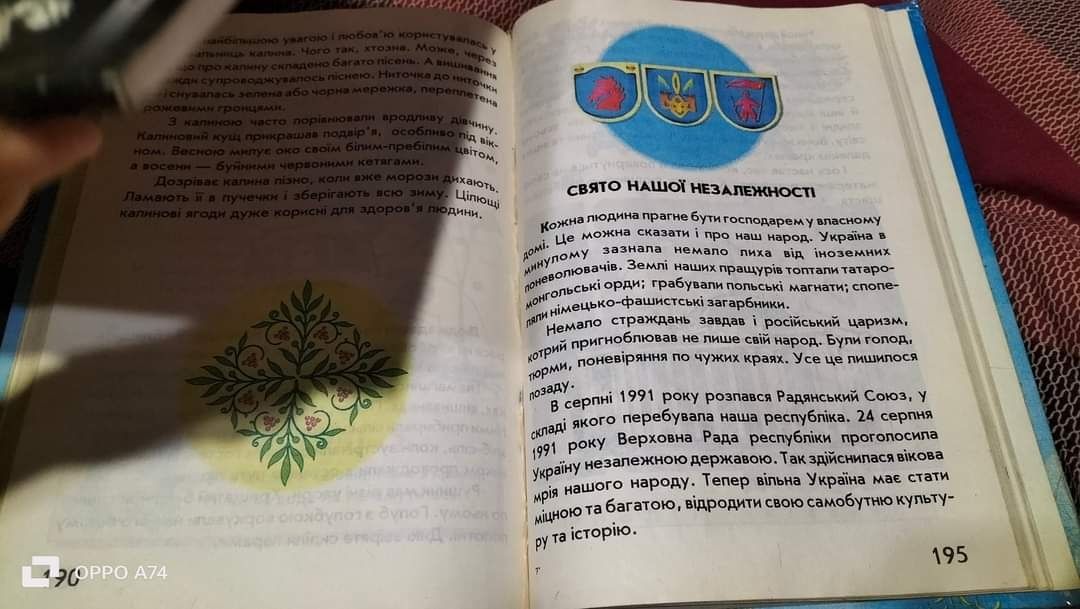 найбільшою увагою і любов’ю користувалась у
калина. Чого так, хтозна. Може, через
що про калину складено багато пісень. А вишивання
супроводжувалось піснею. Ниточка до ниточки
і снувалась зелена або чорна мережка, переплетена
рожевими гронцями.
З калиною часто порівнювали вродливу дівчину.
Калиновий кущ прикрашав подвір’я, особливо під вік-
ном. Весною милує око своїм білим-пребілим цвітом,
а восени — буйними червоними кетягами.
Дозріває калина пізно, коли вже морози дихають.
Ламають її в пучечки і зберігають всю зиму. Цілющі
калинові ягоди дуже корисні для здоров’я людини.
190
OPPO A74
СВЯТО НАШОЇ НЕЗАЛЕЖНОСТІ
Кожна людина прагне бути господарем у власному
домі. Це можна сказати і про наш народ. Україна в
минулому зазнала немало лиха від іноземних
поневолювачів. Землі наших пращурів топтали татаро-
монгольські орди; грабували польські магнати; спопе-
ляли німецько-фашистські загарбники.
Немало страждань завдав і російський царизм,
котрий пригноблював не лише свій народ. Були голод,
тюрми, поневіряння по чужих краях. Усе це лишилося
позаду.
В серпні 1991 року розпався Радянський Союз, у
складі якого перебувала наша республіка. 24 серпня
1991 року Верховна Рада республіки проголосила
Україну незалежною державою. Так здійснилася вікова
мрія нашого народу. Тепер вільна Україна має стати
міцною та багатою, відродити свою самобутню культу-
ру та історію.
195